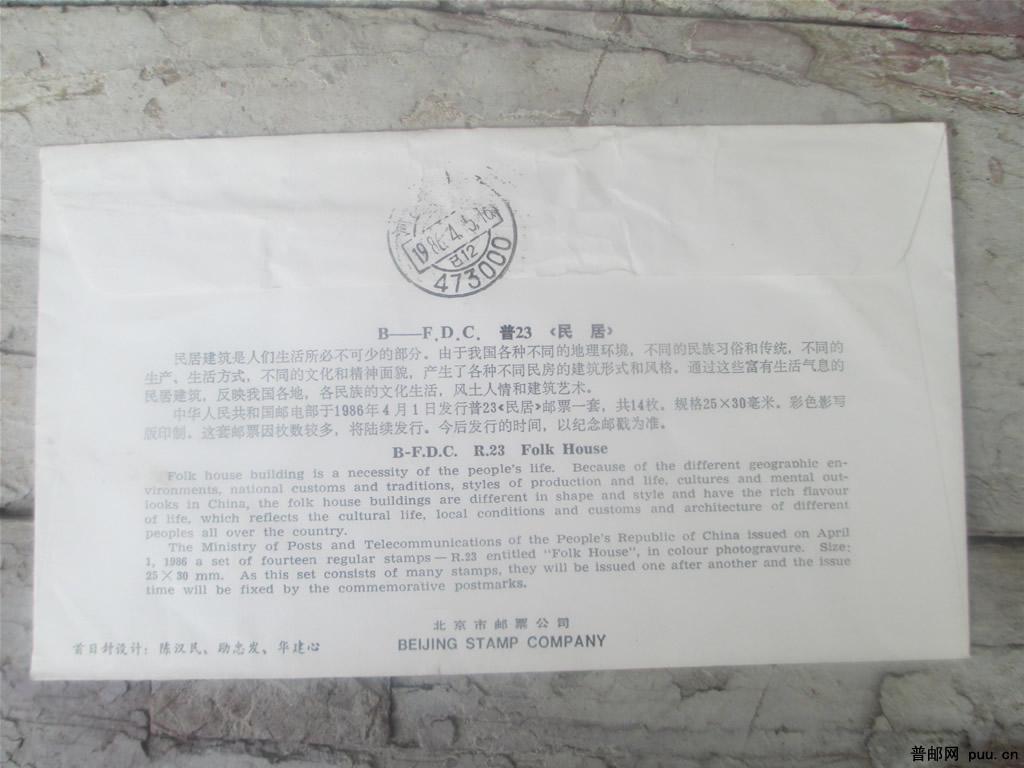 1986.4.5.16
已12
473000
B——F.D.C. 普23 《民 居》
民居建筑是人们生活所必不可少的部分。由于我国各种不同的地理环境，不同的民族习俗和传统，不同的
生产、生活方式，不同的文化和精神面貌，产生了各种不同民房的建筑形式和风格。通过这些富有生活气息的
民居建筑，反映我国各地，各民族的文化生活，风土人情和建筑艺术。
中华人民共和国邮电部于1986年4月1日发行普23《民居》邮票一套，共14枚。规格25×30毫米。彩色影写
版印制。这套邮票因枚数较多，将陆续发行。今后发行的时间，以纪念邮戳为准。
B-F.D.C. R.23 Folk House
Folk house building is a necessity of the people's life. Because of the different geographic en-
vironments, national customs and traditions, styles of production and life, cultures and mental out-
looks in China, the folk house buildings are different in shape and style and have the rich flavour
of life, which reflects the cultural life, local conditions and customs and architecture of different
peoples all over the country.
The Ministry of Posts and Telecommunications of the People's Republic of China issued on April
1, 1986 a set of fourteen regular stamps—R.23 entitled "Folk House", in colour photogravure. Size:
25×30 mm. As this set consists of many stamps, they will be issued one after another and the issue
time will be fixed by the commemorative postmarks.
北京市邮票公司
BEIJING STAMP COMPANY
首日封设计：陈汉民、励忠发、华建心
普邮网 puu.cn